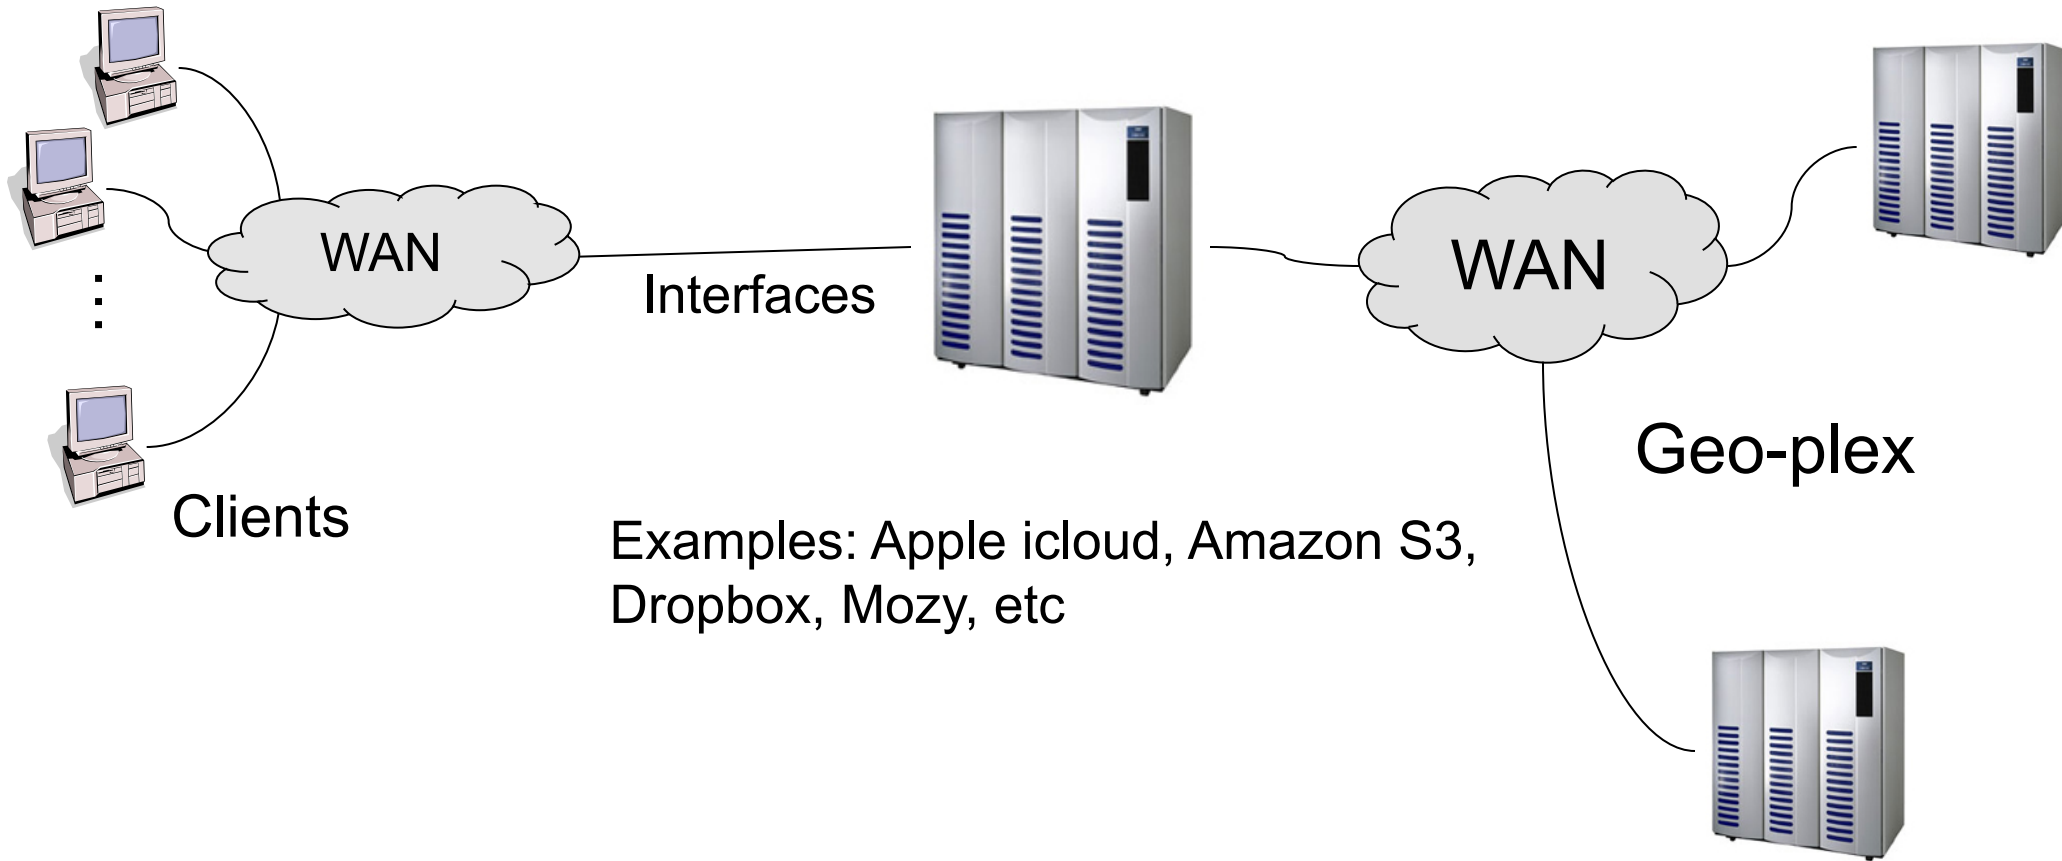 WAN
Interfaces
WAN
Geo-plex
Clients
Examples: Apple icloud, Amazon S3,
Dropbox, Mozy, etc